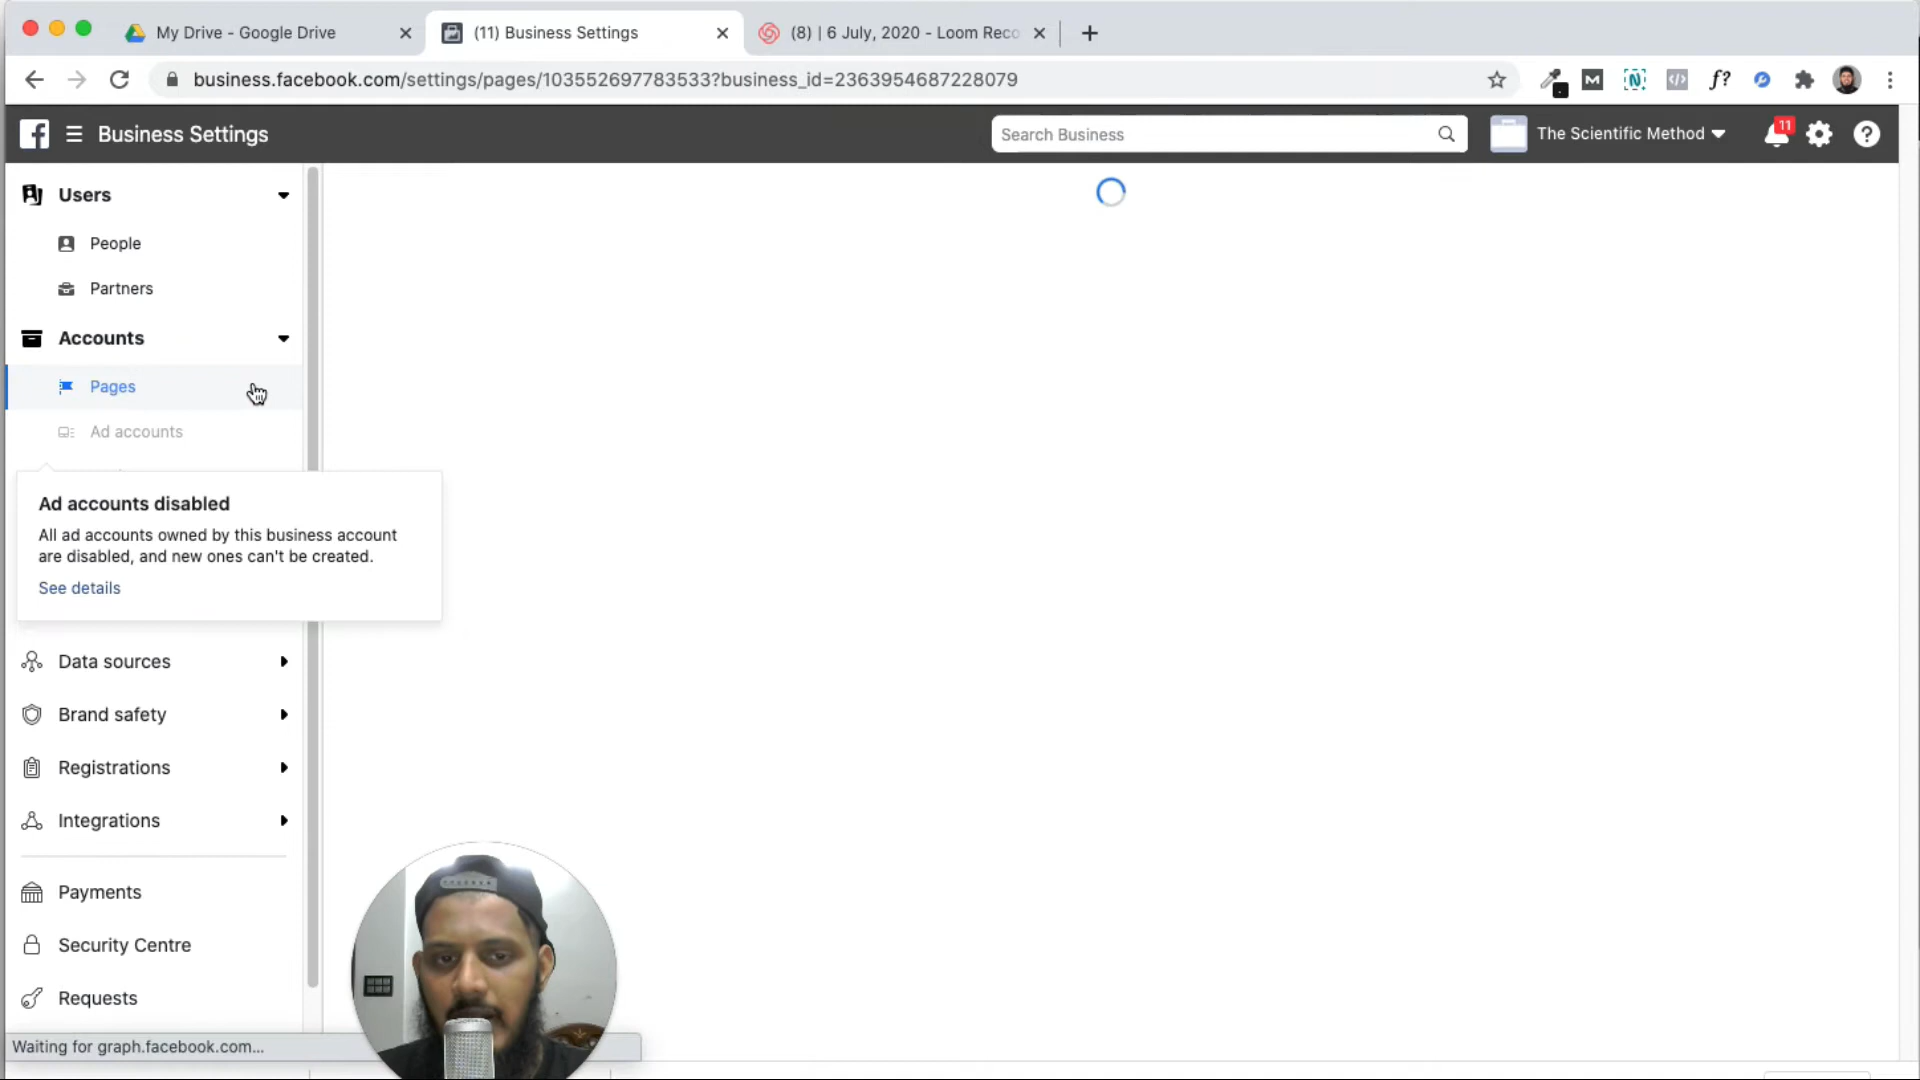 My Drive - Google Drive
(11) Business Settings
(8) | 6 July, 2020 - Loom Reco
business.facebook.com/settings/pages/103552697783533?business_id=2363954687228079
M
N
</>
f?
Business Settings
Search Business
The Scientific Method
11
Users
People
Partners
Accounts
Pages
Ad accounts
Ad accounts disabled
All ad accounts owned by this business account
are disabled, and new ones can't be created.
See details
Data sources
Brand safety
Registrations
Integrations
Payments
Security Centre
Requests
Waiting for graph.facebook.com...